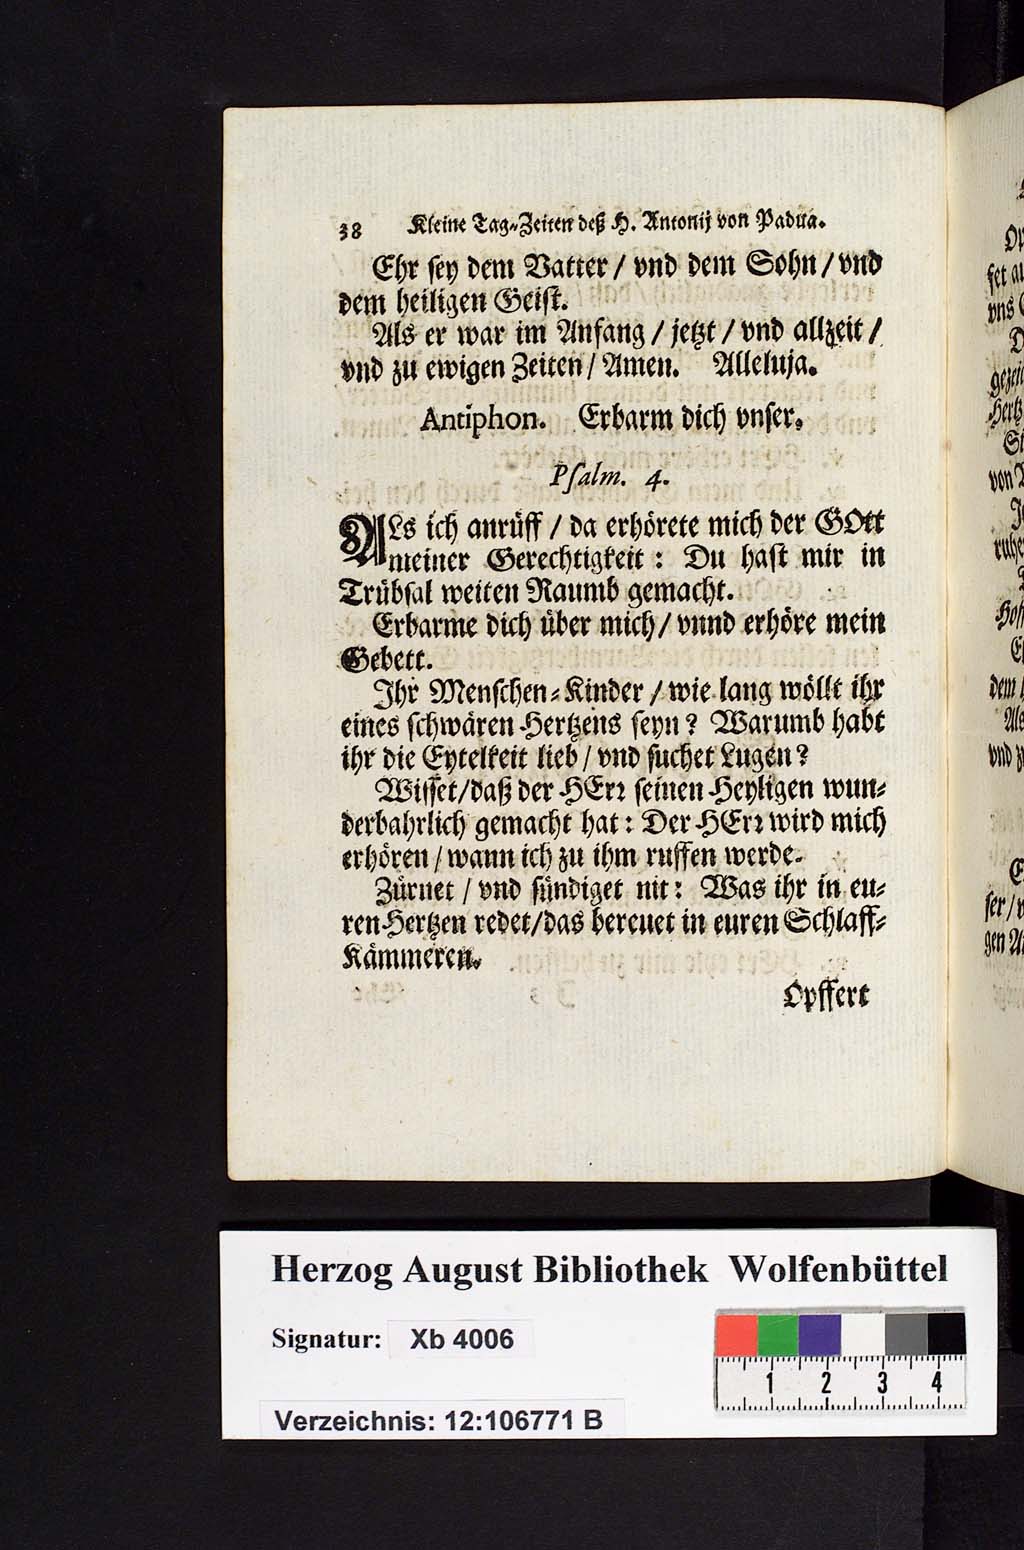 38 Kleine Tag-Zeiten deß H. Antonij von Padua.
Ehr sey dem Vatter / vnd dem Sohn / vnd
dem heiligen Geist.
Als er war im Anfang / jetzt / vnd allzeit /
vnd zu ewigen Zeiten / Amen. Alleluja.
Antiphon. Erbarm dich vnser.
Psalm. 4.
ALs ich anrüff / da erhörete mich der GOtt
meiner Gerechtigkeit: Du hast mir in
Trübsal weiten Raumb gemacht.
Erbarme dich über mich / vnnd erhöre mein
Gebett.
Ihr Menschen-Kinder / wie lang wöllt ihr
eines schwären Hertzens seyn? Warumb habt
ihr die Eytelkeit lieb / vnd suchet Lugen?
Wisset / daß der HErr seinen Heyligen wun-
derbahrlich gemacht hat: Der HErr wird mich
erhören / wann ich zu ihm ruffen werde.
Zürnet / vnd sündiget nit: Was ihr in eu-
ren Hertzen redet / das bereuet in euren Schlaff-
Kämmeren.
Opffert
Herzog August Bibliothek Wolfenbüttel
Signatur: Xb 4006
1 2 3 4
Verzeichnis: 12:106771 B